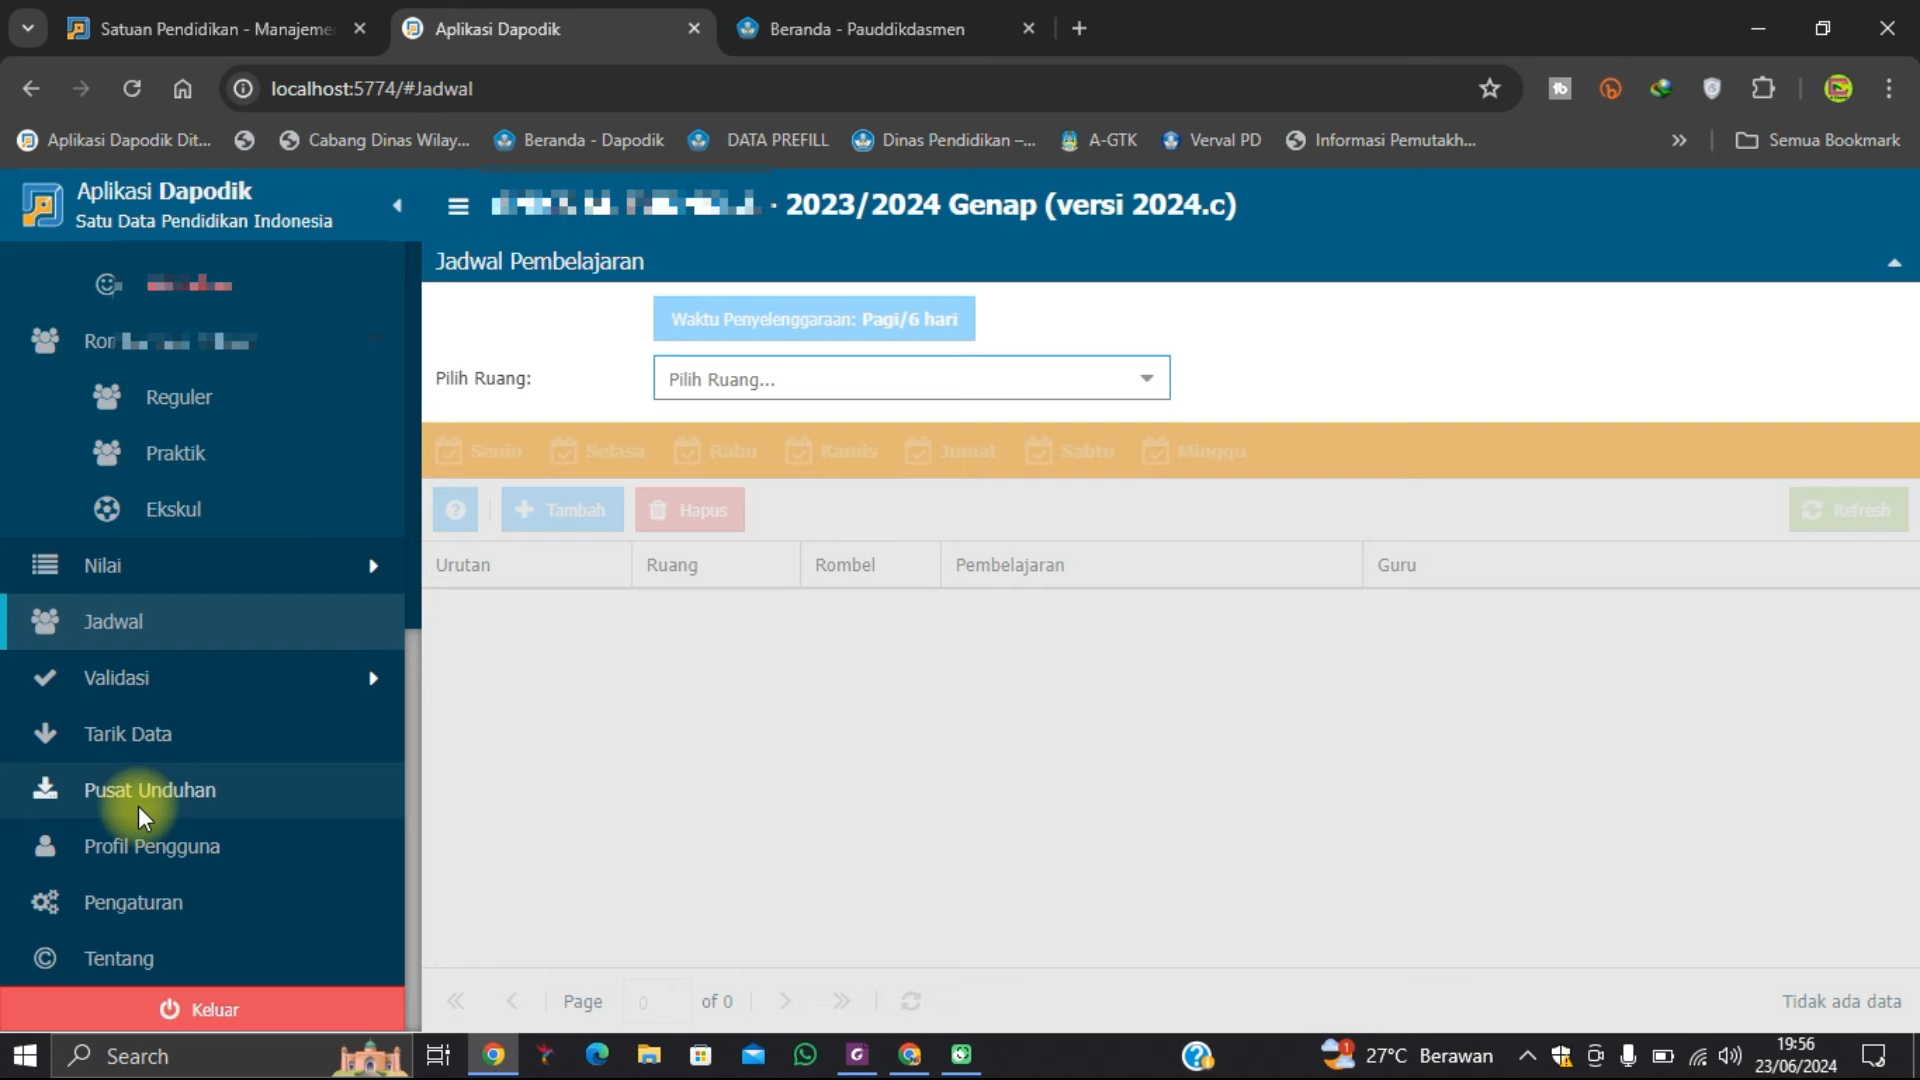 Satuan Pendidikan - Manajeme
Aplikasi Dapodik
Beranda - Pauddikdasmen
localhost:5774/#Jadwal
Aplikasi Dapodik Dit...
Cabang Dinas Wilay...
Beranda - Dapodik
DATA PREFILL
Dinas Pendidikan –...
A-GTK
Verval PD
Informasi Pemutakh...
»
Semua Bookmark
Aplikasi Dapodik
Satu Data Pendidikan Indonesia
· 2023/2024 Genap (versi 2024.c)
Jadwal Pembelajaran
Waktu Penyelenggaraan: Pagi/6 hari
Pilih Ruang:
Pilih Ruang...
Senin
Selasa
Rabu
Kamis
Jumat
Sabtu
Minggu
Tambah
Hapus
Refresh
Urutan
Ruang
Rombel
Pembelajaran
Guru
Reguler
Praktik
Ekskul
Nilai
Jadwal
Validasi
Tarik Data
Pusat Unduhan
Profil Pengguna
Pengaturan
Tentang
Keluar
Page
0
of 0
Tidak ada data
Search
27°C Berawan
19:56
23/06/2024